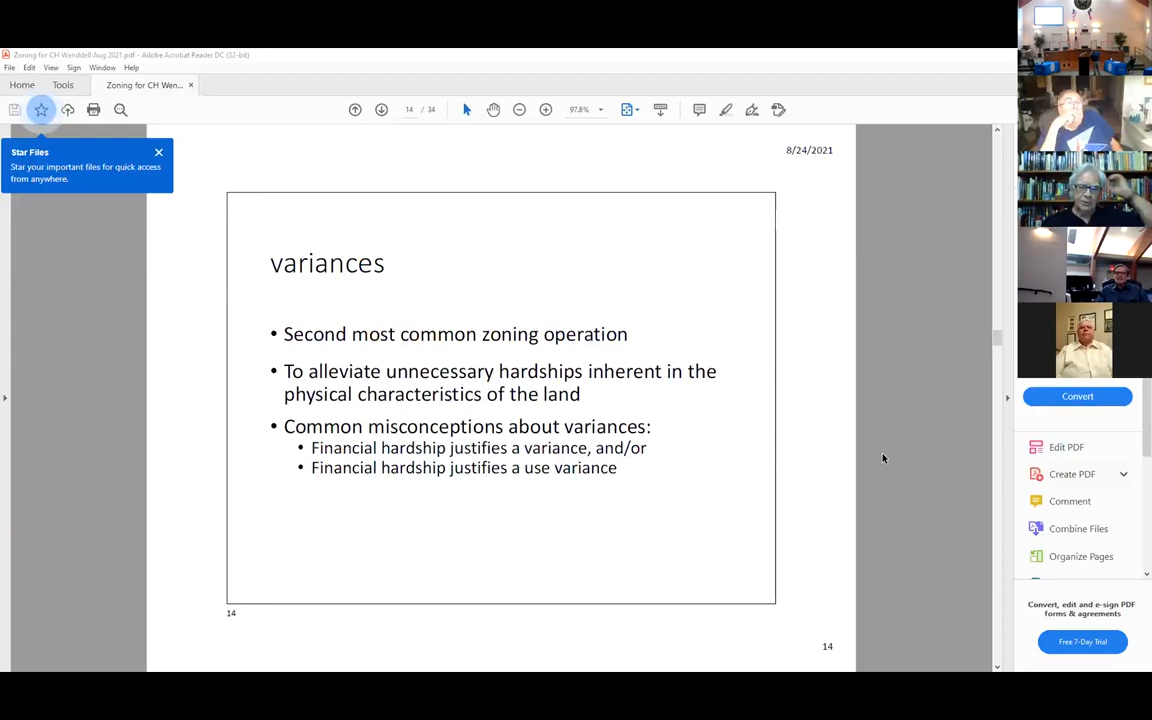 Zoning for CH Wenddell Aug 2021.pdf - Adobe Acrobat Reader DC (32-bit)
File Edit View Sign Window Help
Home Tools Zoning for CH Wen... ×
14 / 34 97.6%
Star Files
Star your important files for quick access
from anywhere.
8/24/2021
variances
• Second most common zoning operation
• To alleviate unnecessary hardships inherent in the
physical characteristics of the land
• Common misconceptions about variances:
• Financial hardship justifies a variance, and/or
• Financial hardship justifies a use variance
14
14
Convert
Edit PDF
Create PDF
Comment
Combine Files
Organize Pages
Convert, edit and e-sign PDF
forms & agreements
Free 7-Day Trial